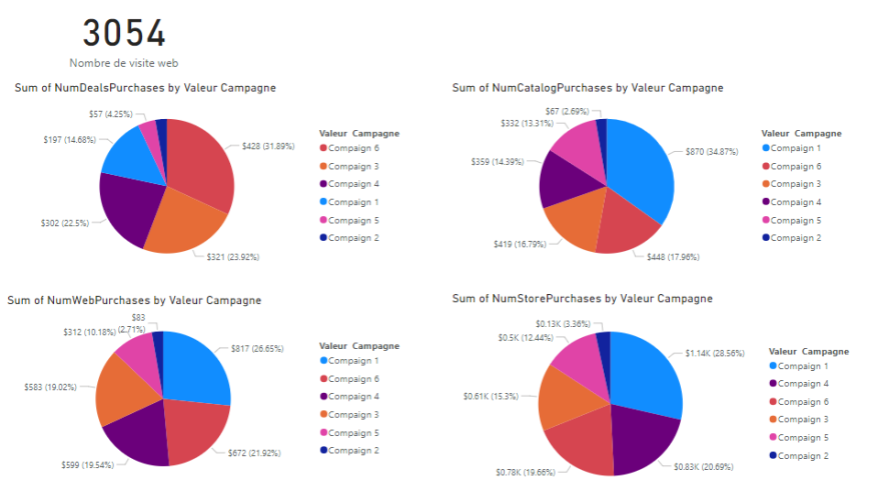 3054
Nombre de visite web
Sum of NumDealsPurchases by Valeur Campagne
$57 (4.25%)
$197 (14.68%)
$428 (31.89%)
$302 (22.5%)
$321 (23.92%)
Valeur Campagne
Compaign 6
Compaign 3
Compaign 4
Compaign 1
Compaign 5
Compaign 2
Sum of NumCatalogPurchases by Valeur Campagne
$67 (2.69%)
$332 (13.31%)
$870 (34.87%)
$359 (14.39%)
$419 (16.79%)
$448 (17.96%)
Valeur Campagne
Compaign 1
Compaign 6
Compaign 3
Compaign 4
Compaign 5
Compaign 2
Sum of NumWebPurchases by Valeur Campagne
$83
(2.71%)
$312 (10.18%)
$817 (26.65%)
$583 (19.02%)
$599 (19.54%)
$672 (21.92%)
Valeur Campagne
Compaign 1
Compaign 6
Compaign 4
Compaign 3
Compaign 5
Compaign 2
Sum of NumStorePurchases by Valeur Campagne
$0.13K (3.36%)
$0.5K (12.44%)
$1.14K (28.56%)
$0.61K (15.3%)
$0.78K (19.66%)
$0.83K (20.69%)
Valeur Campagne
Compaign 1
Compaign 4
Compaign 6
Compaign 3
Compaign 5
Compaign 2